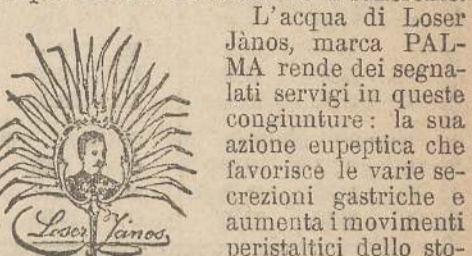 L'acqua di Loser
Jànos, marca PAL-
MA rende dei segna-
lati servigi in queste
congiunture: la sua
azione eupeptica che
favorisce le varie se-
crezioni gastriche e
aumenta i movimenti
peristaltici dello sto-
Loser János